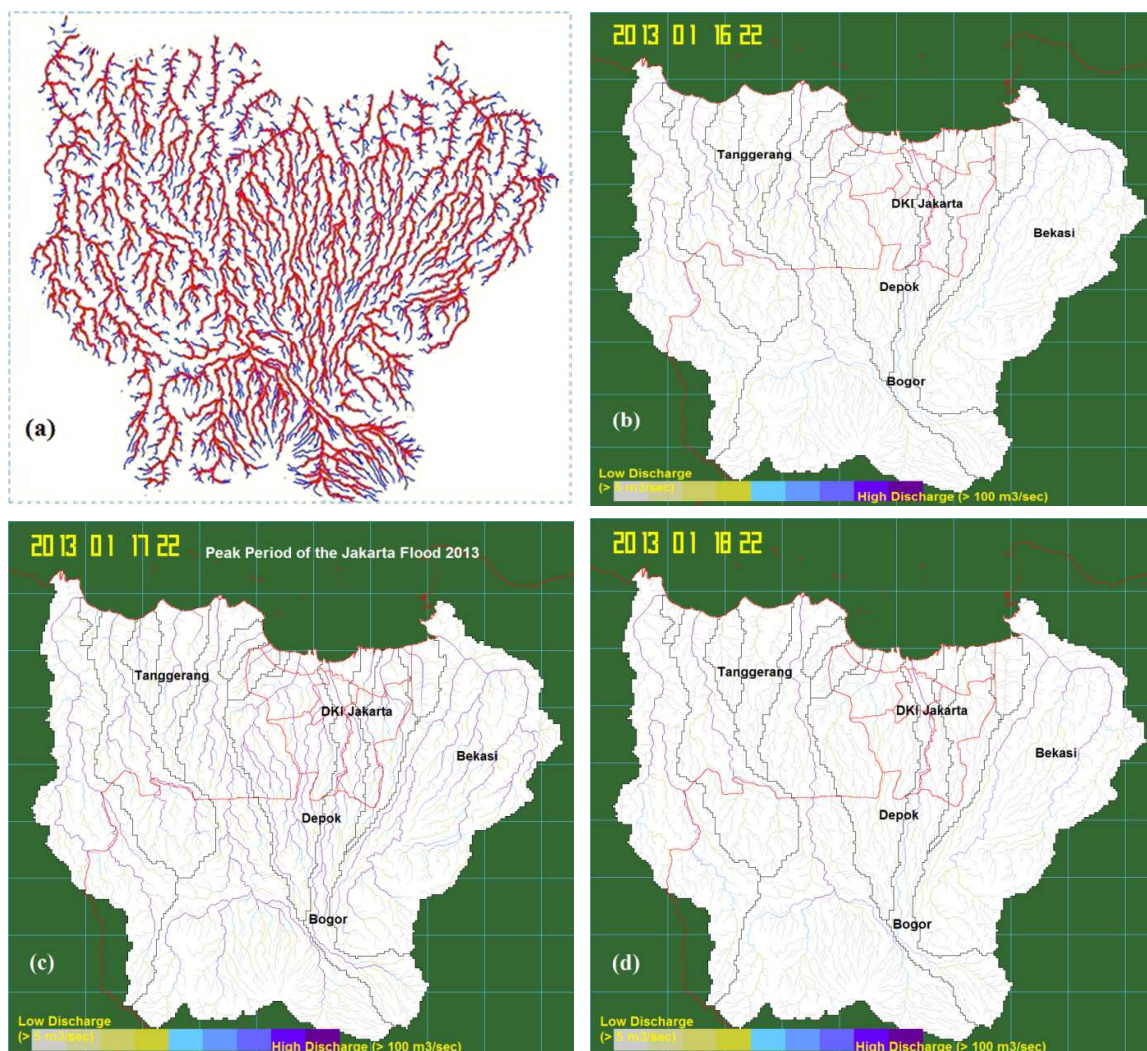 (a)
2013 01 16 22
Tanggerang
DKI Jakarta
Bekasi
Depok
Bogor
(b)
Low Discharge
(> 5 m3/sec)
High Discharge (> 100 m3/sec)
2013 01 17 22
Peak Period of the Jakarta Flood 2013
Tanggerang
DKI Jakarta
Bekasi
Depok
Bogor
(c)
Low Discharge
(> 5 m3/sec)
High Discharge (> 100 m3/sec)
2013 01 18 22
Tanggerang
DKI Jakarta
Bekasi
Depok
Bogor
(d)
Low Discharge
(> 5 m3/sec)
High Discharge (> 100 m3/sec)